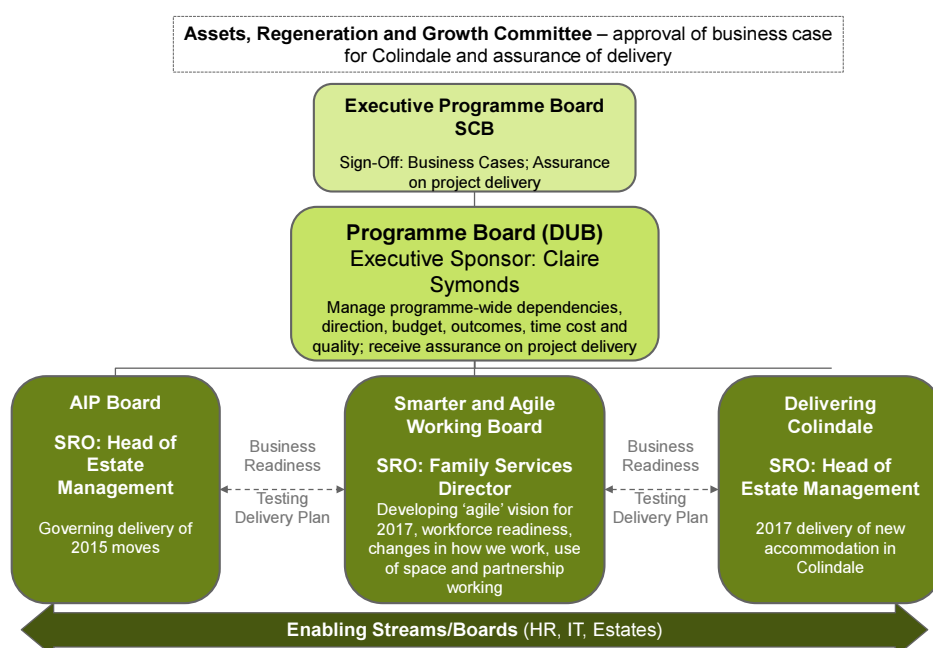 Assets, Regeneration and Growth Committee – approval of business case
for Colindale and assurance of delivery
Executive Programme Board
SCB
Sign-Off: Business Cases; Assurance
on project delivery
Programme Board (DUB)
Executive Sponsor: Claire
Symonds
Manage programme-wide dependencies,
direction, budget, outcomes, time cost and
quality; receive assurance on project delivery
AIP Board
SRO: Head of
Estate
Management
Governing delivery of
2015 moves
Business
Readiness
Testing
Delivery Plan
Smarter and Agile
Working Board
SRO: Family Services
Director
Developing ‘agile’ vision for
2017, workforce readiness,
changes in how we work, use
of space and partnership
working
Business
Readiness
Testing
Delivery Plan
Delivering
Colindale
SRO: Head of
Estate Management
2017 delivery of new
accommodation in
Colindale
Enabling Streams/Boards (HR, IT, Estates)